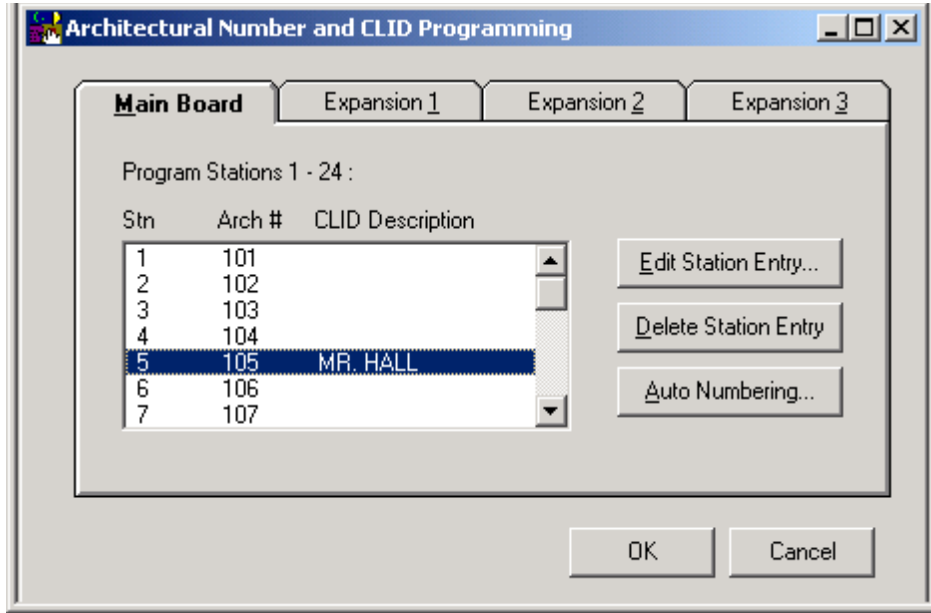 Architectural Number and CLID Programming
Main Board Expansion 1 Expansion 2 Expansion 3
Program Stations 1 - 24 :
Stn Arch # CLID Description
1 101
2 102
3 103
4 104
5 105 MR. HALL
6 106
7 107
Edit Station Entry...
Delete Station Entry
Auto Numbering...
OK Cancel